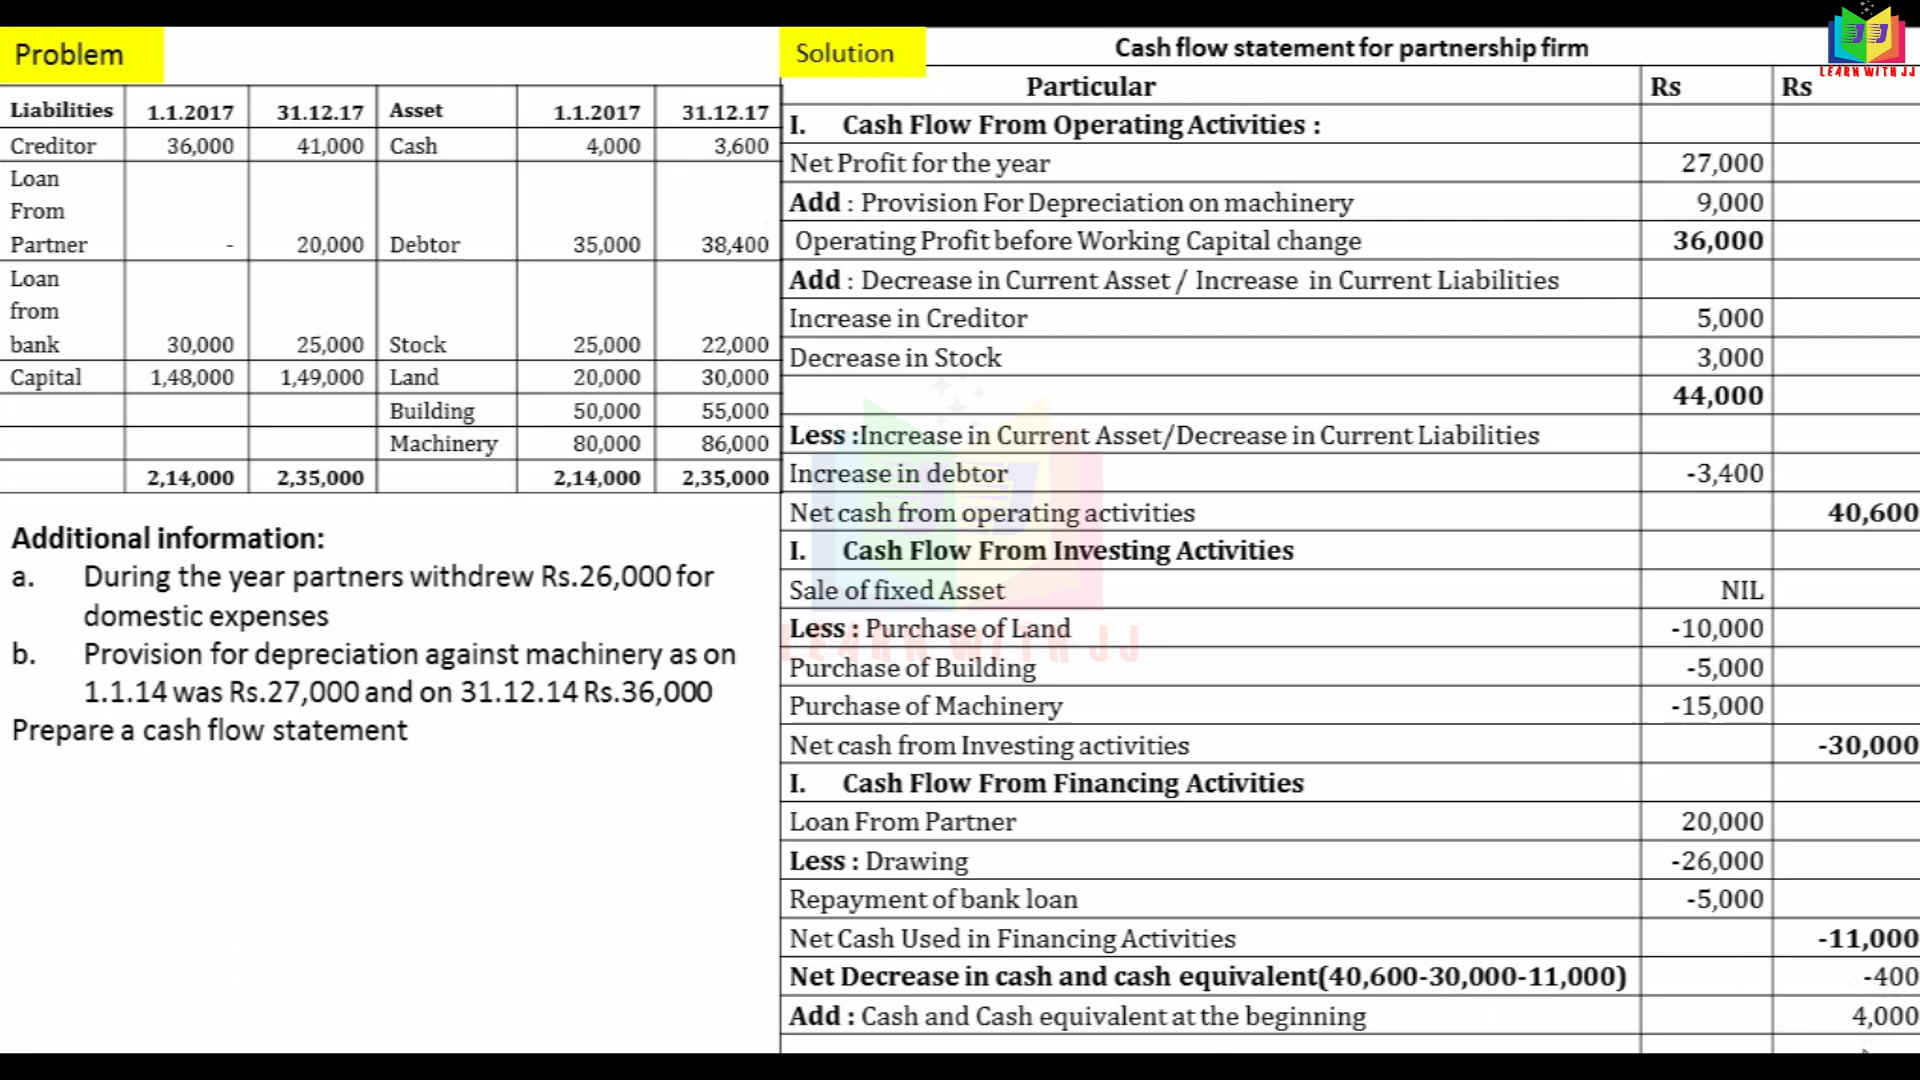 Problem
Liabilities 1.1.2017 31.12.17 Asset 1.1.2017 31.12.17
Creditor 36,000 41,000 Cash 4,000 3,600
Loan
From
Partner - 20,000 Debtor 35,000 38,400
Loan
from
bank 30,000 25,000 Stock 25,000 22,000
Capital 1,48,000 1,49,000 Land 20,000 30,000
Building 50,000 55,000
Machinery 80,000 86,000
2,14,000 2,35,000 2,14,000 2,35,000
Additional information:
a. During the year partners withdrew Rs.26,000 for
domestic expenses
b. Provision for depreciation against machinery as on
1.1.14 was Rs.27,000 and on 31.12.14 Rs.36,000
Prepare a cash flow statement
Solution
Cash flow statement for partnership firm
Particular Rs Rs
I. Cash Flow From Operating Activities :
Net Profit for the year 27,000
Add : Provision For Depreciation on machinery 9,000
Operating Profit before Working Capital change 36,000
Add : Decrease in Current Asset / Increase in Current Liabilities
Increase in Creditor 5,000
Decrease in Stock 3,000
44,000
Less :Increase in Current Asset/Decrease in Current Liabilities
Increase in debtor -3,400
Net cash from operating activities 40,600
I. Cash Flow From Investing Activities
Sale of fixed Asset NIL
Less : Purchase of Land -10,000
Purchase of Building -5,000
Purchase of Machinery -15,000
Net cash from Investing activities -30,000
I. Cash Flow From Financing Activities
Loan From Partner 20,000
Less : Drawing -26,000
Repayment of bank loan -5,000
Net Cash Used in Financing Activities -11,000
Net Decrease in cash and cash equivalent(40,600-30,000-11,000) -400
Add : Cash and Cash equivalent at the beginning 4,000
JJ
LEARN WITH JJ
JJ
LEARN WITH JJ